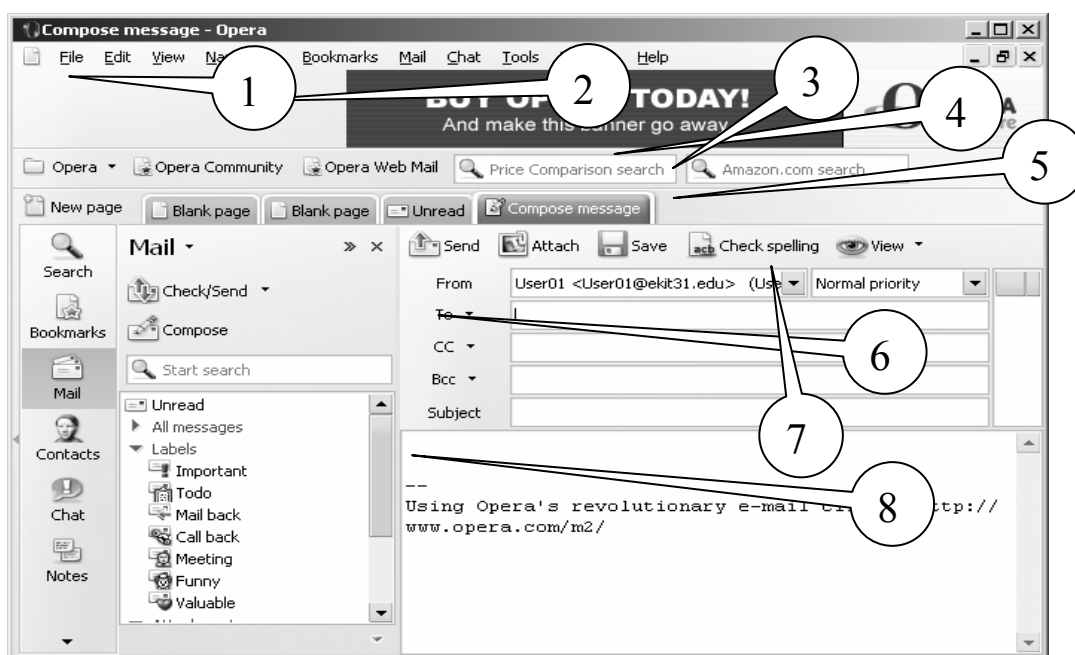 Compose message - Opera
File Edit View Bookmarks Mail Chat Tools Help
1
2
3
4
5
BUY TODAY!
And make this banner go away
Opera Opera Community Opera Web Mail Price Comparison search Amazon.com search
New page Blank page Blank page Unread Compose message
Search
Bookmarks
Mail
Contacts
Chat
Notes
Mail
Check/Send
Compose
Start search
Unread
All messages
Labels
Important
Todo
Mail back
Call back
Meeting
Funny
Valuable
Send Attach Save Check spelling View
From User01 <User01@ekit31.edu> (Use Normal priority
To
CC
Bcc
Subject
6
7
8
--
Using Opera's revolutionary e-mail ttp://
www.opera.com/m2/